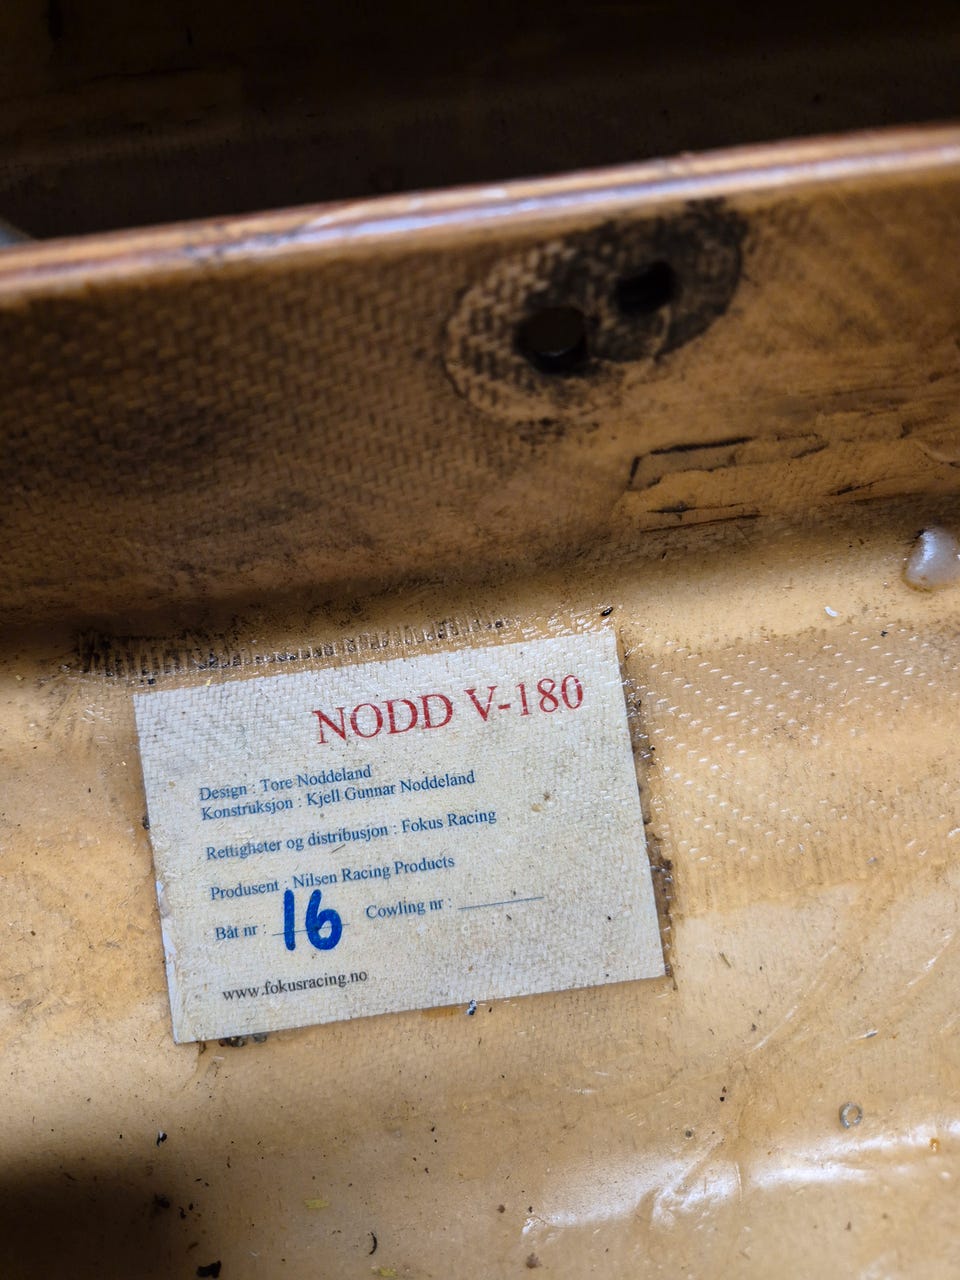 NODD V-180
Design : Tore Noddeland
Konstruksjon : Kjell Gunnar Noddeland
Rettigheter og distribusjon : Fokus Racing
Produsent : Nilsen Racing Products
Båt nr : 16 Cowling nr : ________
www.fokusracing.no